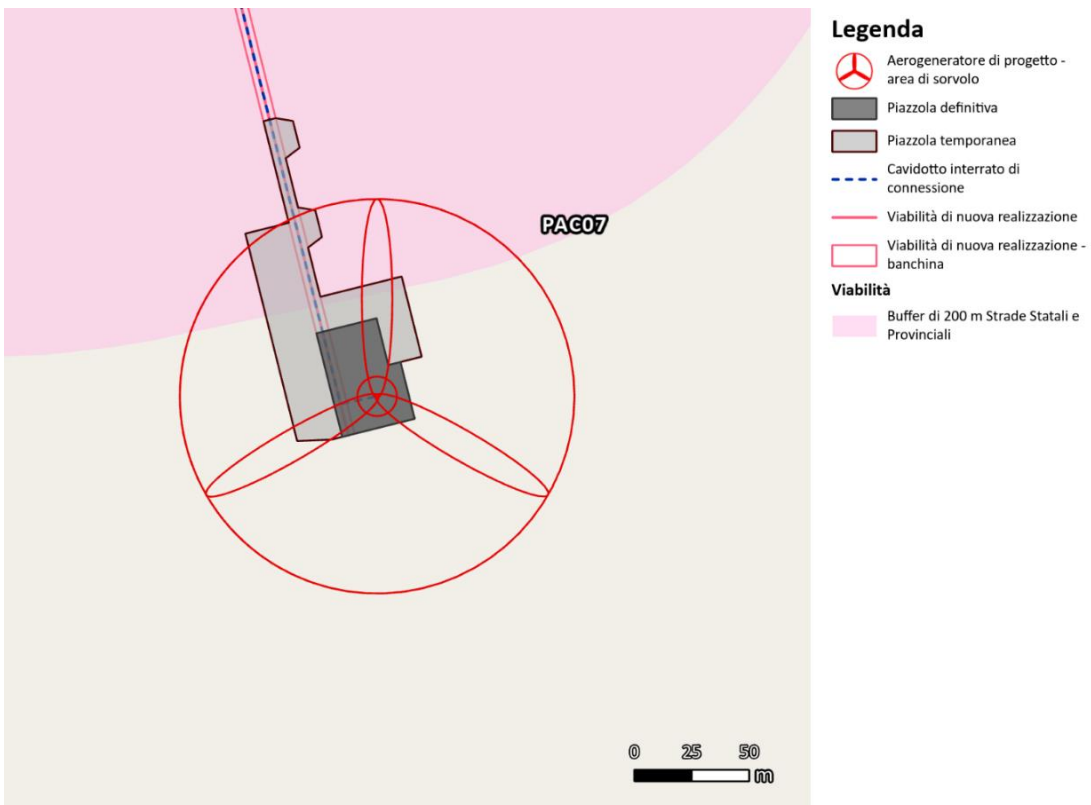 PAC07
0 25 50
m
Legenda
Aerogeneratore di progetto -
area di sorvolo
Piazzola definitiva
Piazzola temporanea
Cavidotto interrato di
connessione
Viabilità di nuova realizzazione
Viabilità di nuova realizzazione -
banchina
Viabilità
Buffer di 200 m Strade Statali e
Provinciali